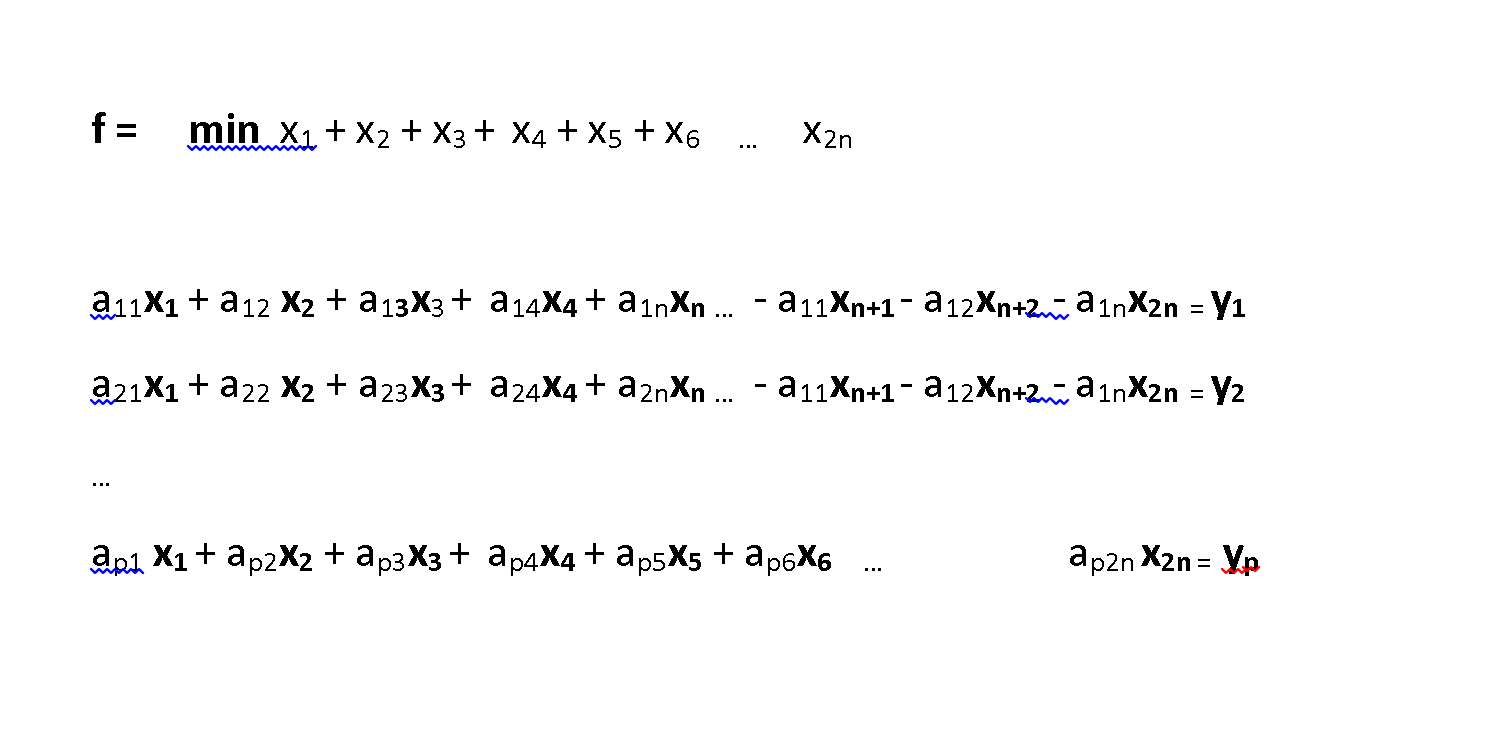 f = min x₁ + x₂ + x₃ + x₄ + x₅ + x₆ ... x₂ₙ
a₁₁x₁ + a₁₂ x₂ + a₁₃x₃ + a₁₄x₄ + a₁ₙxₙ ... - a₁₁xₙ₊₁ - a₁₂xₙ₊₂ - a₁ₙx₂ₙ = y₁
a₂₁x₁ + a₂₂ x₂ + a₂₃x₃ + a₂₄x₄ + a₂ₙxₙ ... - a₁₁xₙ₊₁ - a₁₂xₙ₊₂ - a₁ₙx₂ₙ = y₂
...
aₚ₁ x₁ + aₚ₂x₂ + aₚ₃x₃ + aₚ₄x₄ + aₚ₅x₅ + aₚ₆x₆ ... aₚ₂ₙ x₂ₙ = yₚ